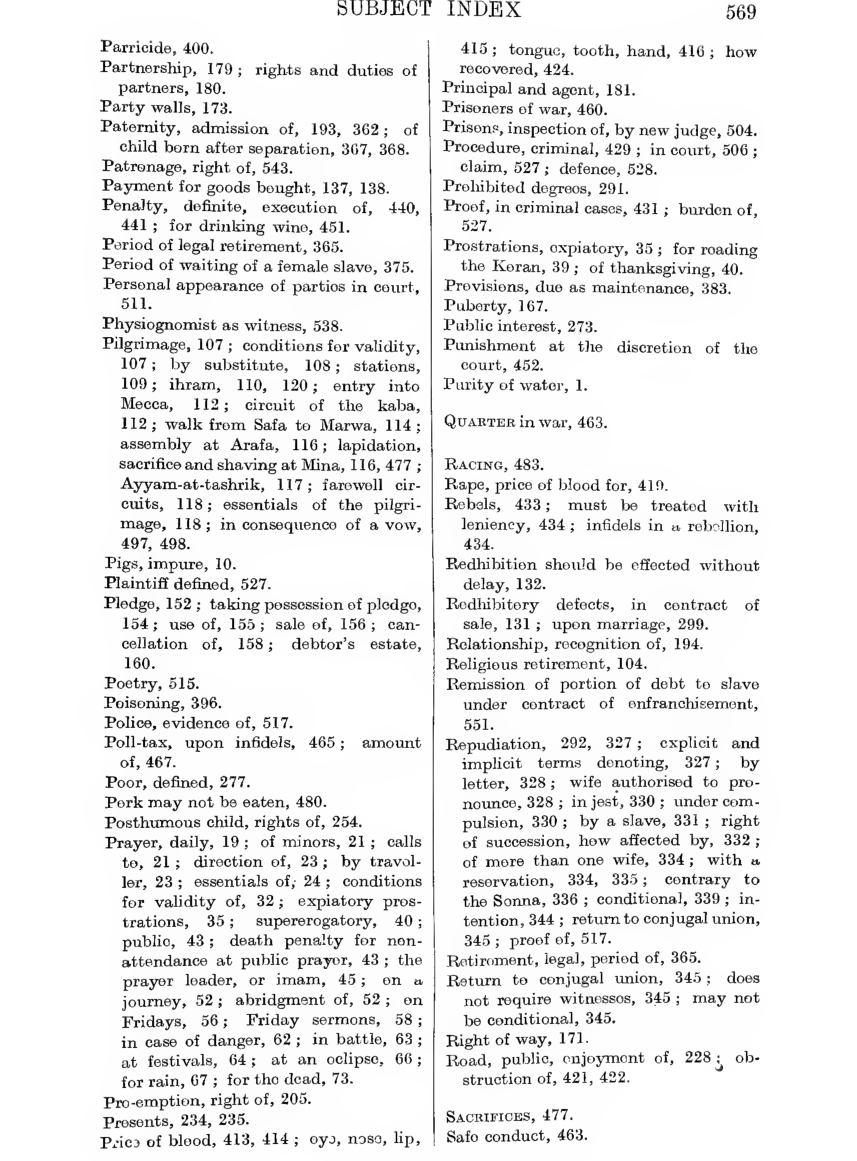 SUBJECT INDEX 569
Parricide, 400.
Partnership, 179 ; rights and duties of
partners, 180.
Party walls, 173.
Paternity, admission of, 193, 362 ; of
child born after separation, 367, 368.
Patronage, right of, 543.
Payment for goods bought, 137, 138.
Penalty, definite, execution of, 440,
441 ; for drinking wine, 451.
Period of legal retirement, 365.
Period of waiting of a female slave, 375.
Personal appearance of parties in court,
511.
Physiognomist as witness, 538.
Pilgrimage, 107 ; conditions for validity,
107 ; by substitute, 108 ; stations,
109 ; ihram, 110, 120 ; entry into
Mecca, 112 ; circuit of the kaba,
112 ; walk from Safa to Marwa, 114 ;
assembly at Arafa, 116 ; lapidation,
sacrifice and shaving at Mina, 116, 477 ;
Ayyam-at-tashrik, 117 ; farewell cir-
cuits, 118 ; essentials of the pilgri-
mage, 118 ; in consequence of a vow,
497, 498.
Pigs, impure, 10.
Plaintiff defined, 527.
Pledge, 152 ; taking possession of pledge,
154 ; use of, 155 ; sale of, 156 ; can-
cellation of, 158 ; debtor's estate,
160.
Poetry, 515.
Poisoning, 396.
Police, evidence of, 517.
Poll-tax, upon infidels, 465 ; amount
of, 467.
Poor, defined, 277.
Pork may not be eaten, 480.
Posthumous child, rights of, 254.
Prayer, daily, 19 ; of minors, 21 ; calls
to, 21 ; direction of, 23 ; by travel-
ler, 23 ; essentials of, 24 ; conditions
for validity of, 32 ; expiatory pros-
trations, 35 ; supererogatory, 40 ;
public, 43 ; death penalty for non-
attendance at public prayer, 43 ; the
prayer leader, or imam, 45 ; on a
journey, 52 ; abridgment of, 52 ; on
Fridays, 56 ; Friday sermons, 58 ;
in case of danger, 62 ; in battle, 63 ;
at festivals, 64 ; at an eclipse, 66 ;
for rain, 67 ; for the dead, 73.
Pre-emption, right of, 205.
Presents, 234, 235.
Price of blood, 413, 414 ; eye, nose, lip,
415 ; tongue, tooth, hand, 416 ; how
recovered, 424.
Principal and agent, 181.
Prisoners of war, 460.
Prisons, inspection of, by new judge, 504.
Procedure, criminal, 429 ; in court, 506 ;
claim, 527 ; defence, 528.
Prohibited degrees, 291.
Proof, in criminal cases, 431 ; burden of,
527.
Prostrations, expiatory, 35 ; for reading
the Koran, 39 ; of thanksgiving, 40.
Provisions, due as maintenance, 383.
Puberty, 167.
Public interest, 273.
Punishment at the discretion of the
court, 452.
Purity of water, 1.
QUARTER in war, 463.
RACING, 483.
Rape, price of blood for, 419.
Rebels, 433 ; must be treated with
leniency, 434 ; infidels in a rebellion,
434.
Redhibition should be effected without
delay, 132.
Redhibitory defects, in contract of
sale, 131 ; upon marriage, 299.
Relationship, recognition of, 194.
Religious retirement, 104.
Remission of portion of debt to slave
under contract of enfranchisement,
551.
Repudiation, 292, 327 ; explicit and
implicit terms denoting, 327 ; by
letter, 328 ; wife authorised to pro-
nounce, 328 ; in jest, 330 ; under com-
pulsion, 330 ; by a slave, 331 ; right
of succession, how affected by, 332 ;
of more than one wife, 334 ; with a
reservation, 334, 335 ; contrary to
the Sonna, 336 ; conditional, 339 ; in-
tention, 344 ; return to conjugal union,
345 ; proof of, 517.
Retirement, legal, period of, 365.
Return to conjugal union, 345 ; does
not require witnesses, 345 ; may not
be conditional, 345.
Right of way, 171.
Road, public, enjoyment of, 228 ; ob-
struction of, 421, 422.
SACRIFICES, 477.
Safe conduct, 463.